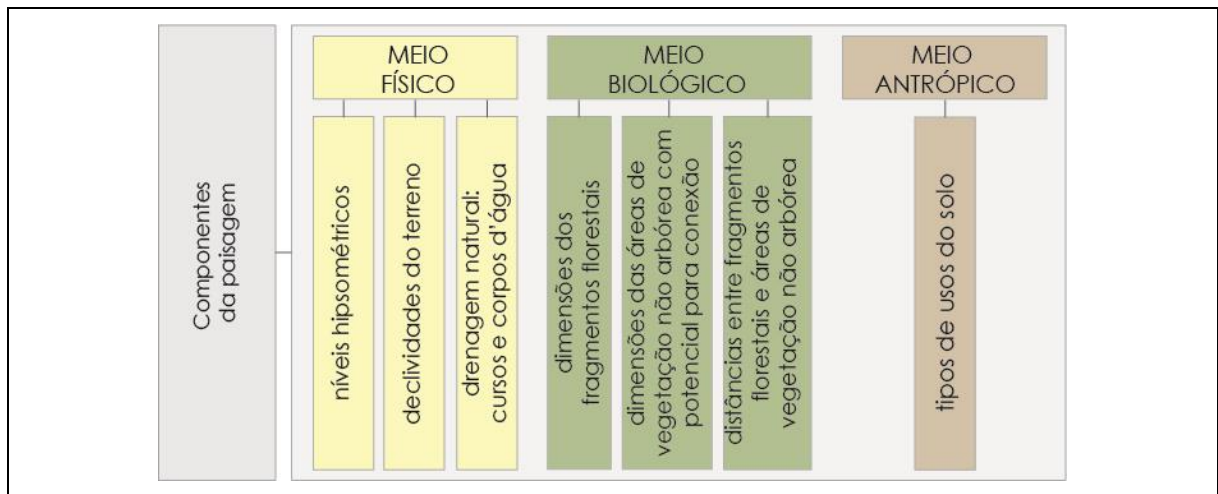 Componentes
da paisagem
MEIO
FÍSICO
níveis hipsométricos
declividades do terreno
drenagem natural:
cursos e corpos d'água
MEIO
BIOLÓGICO
dimensões dos
fragmentos florestais
dimensões das áreas de
vegetação não arbórea com
potencial para conexão
distâncias entre fragmentos
florestais e áreas de
vegetação não arbórea
MEIO
ANTRÓPICO
tipos de usos do solo